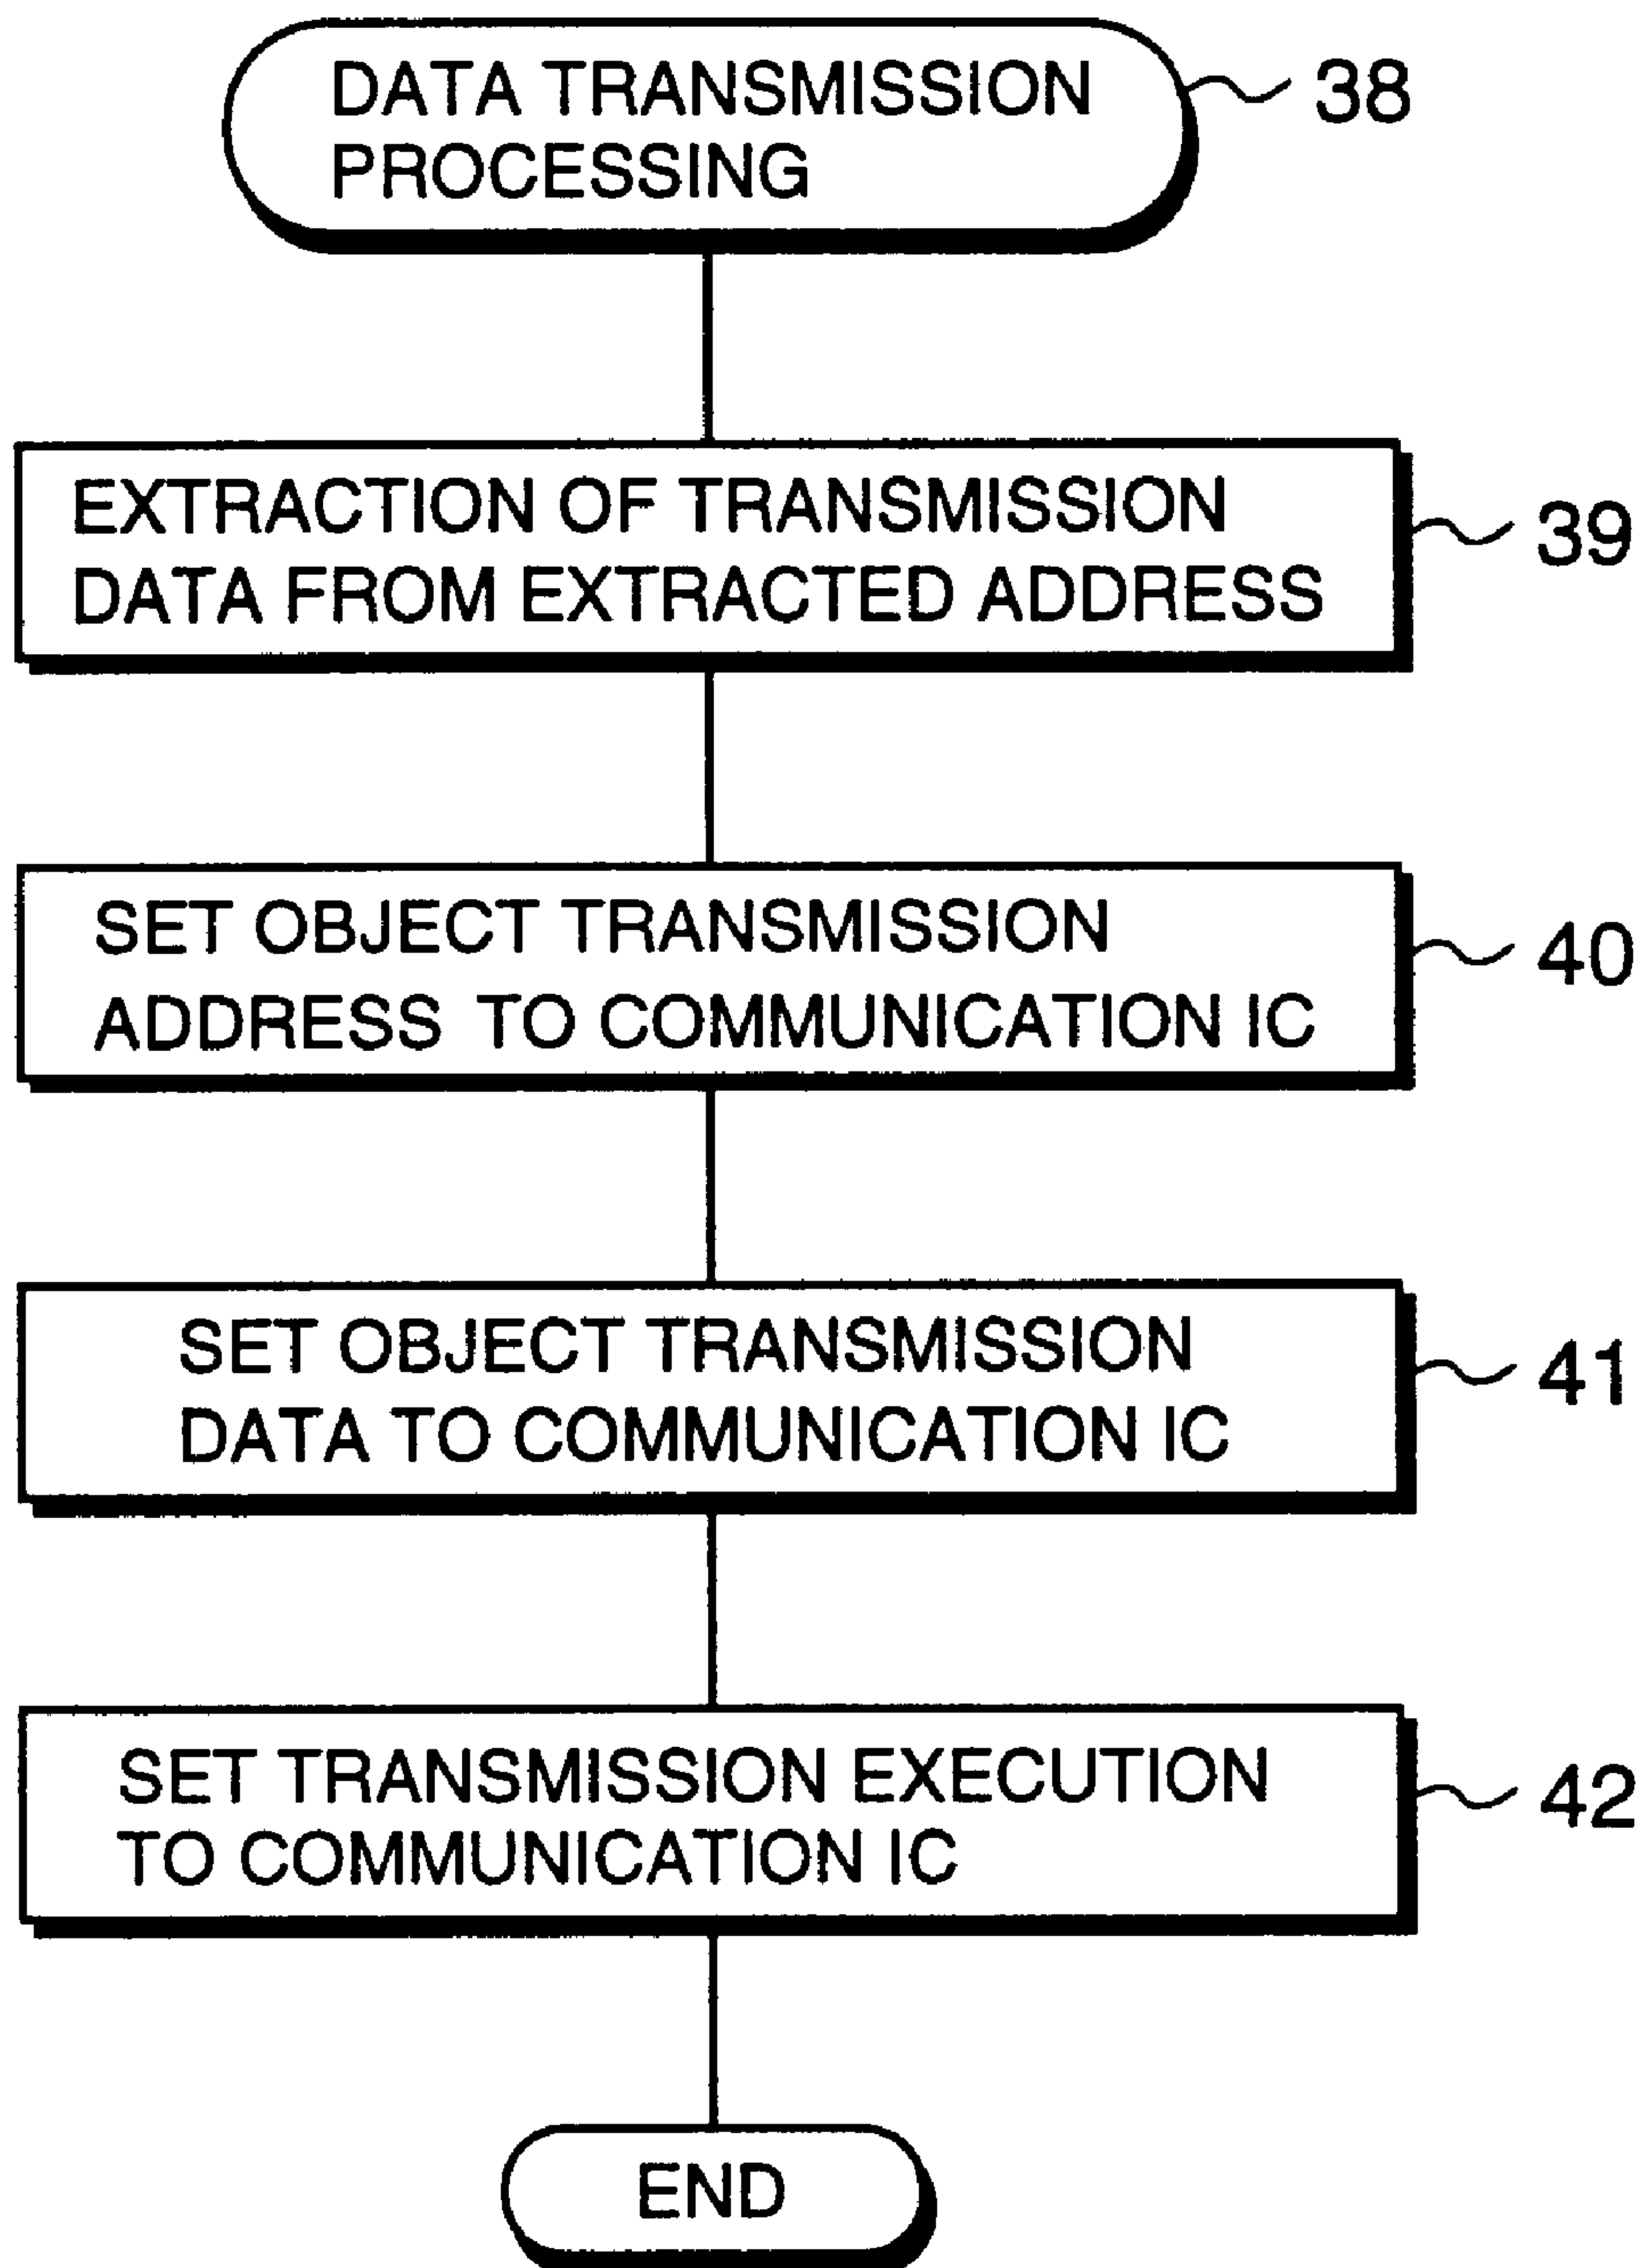 DATA TRANSMISSION
PROCESSING
38
EXTRACTION OF TRANSMISSION
DATA FROM EXTRACTED ADDRESS
39
SET OBJECT TRANSMISSION
ADDRESS TO COMMUNICATION IC
40
SET OBJECT TRANSMISSION
DATA TO COMMUNICATION IC
41
SET TRANSMISSION EXECUTION
TO COMMUNICATION IC
42
END